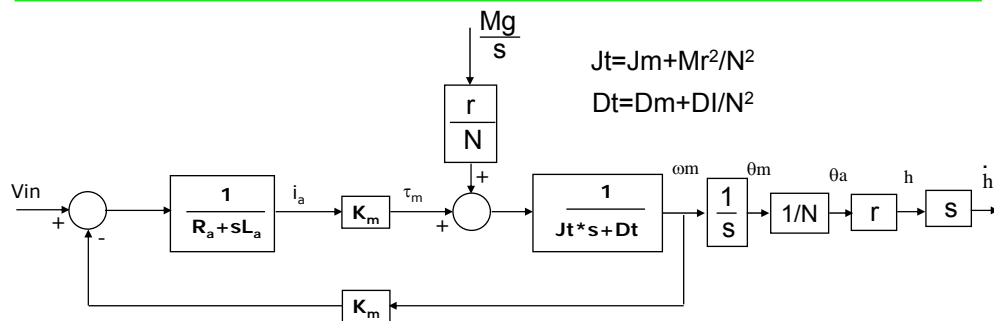 Mg
s
Jt=Jm+Mr²/N²
Dt=Dm+Dl/N²
r
N
+
Vin
+
-
1
Ra+sLa
ia
Km
τm
+
1
Jt*s+Dt
ωm
1
s
θm
1/N
θa
r
h
s
ḣ
Km